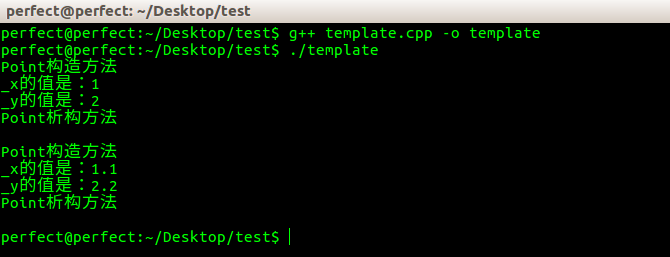 perfect@perfect: ~/Desktop/test
perfect@perfect:~/Desktop/test$ g++ template.cpp -o template
perfect@perfect:~/Desktop/test$ ./template
Point构造方法
_x的值是：1
_y的值是：2
Point析构方法
Point构造方法
_x的值是：1.1
_y的值是：2.2
Point析构方法
perfect@perfect:~/Desktop/test$